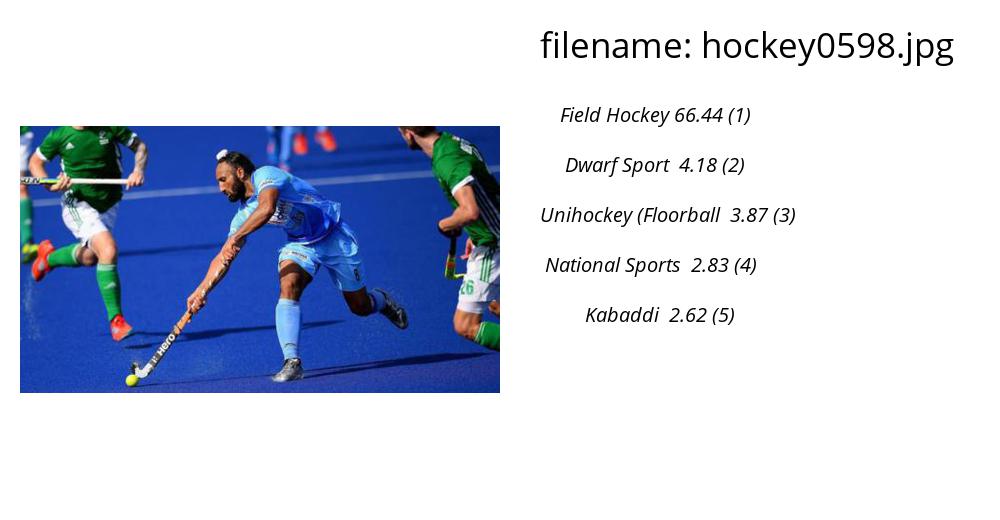 filename: hockey0598.jpg
Field Hockey 66.44 (1)
Dwarf Sport 4.18 (2)
Unihockey (Floorball 3.87 (3)
National Sports 2.83 (4)
Kabaddi 2.62 (5)
HERO
26